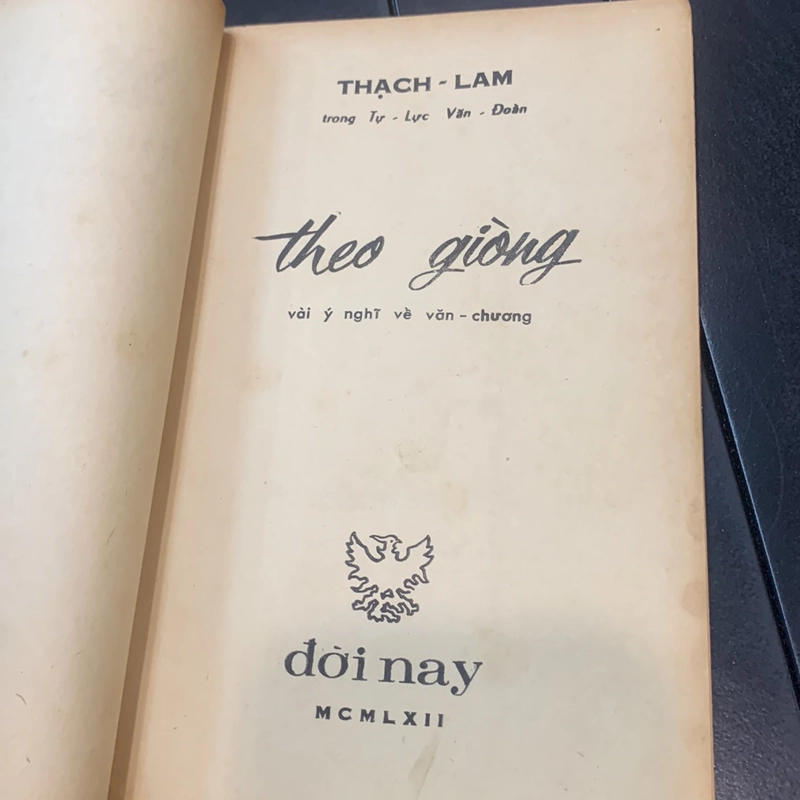 THẠCH - LAM
trong Tự - Lực Văn - Đoàn
theo giòng
vài ý nghĩ về văn - chương
đời nay
MCMLXII